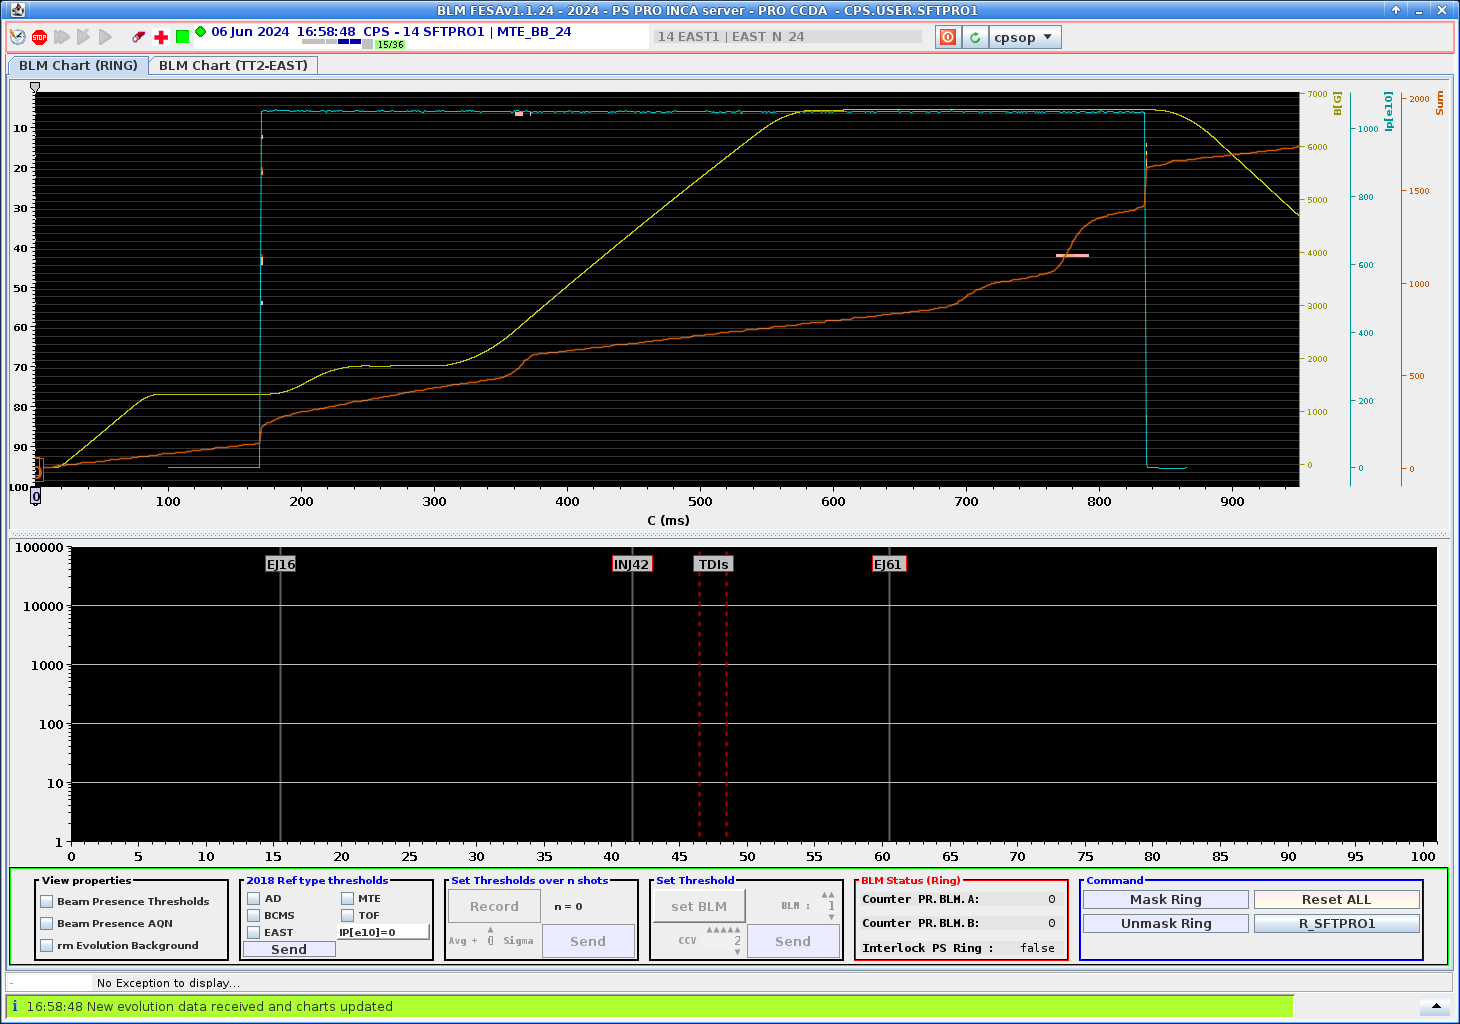 BLM FESAv1.1.24 - 2024 - PS PRO INCA server - PRO CCDA - CPS.USER.SFTPRO1
STOP 06 Jun 2024 16:58:48 CPS - 14 SFTPRO1 | MTE_BB_24 14 EAST1 | EAST_N_24 cpsop
15/36
BLM Chart (RING) BLM Chart (TT2-EAST)
10
20
30
40
50
60
70
80
90
100
0 100 200 300 400 500 600 700 800 900
C (ms)
7000
6000
5000
4000
3000
2000
1000
0
B[G]
1000
800
600
400
200
0
Ip[e10]
2000
1500
1000
500
0
Sum
100000
10000
1000
100
10
1
EJ16 INJ42 TDIs EJ61
0 5 10 15 20 25 30 35 40 45 50 55 60 65 70 75 80 85 90 95 100
View properties
Beam Presence Thresholds
Beam Presence AQN
rm Evolution Background
2018 Ref type thresholds
AD MTE
BCMS TOF
EAST IP[e10]=0
Send
Set Thresholds over n shots
Record n = 0
Avg + 0 Sigma Send
Set Threshold
set BLM BLM : 1
CCV 2 Send
BLM Status (Ring)
Counter PR.BLM.A: 0
Counter PR.BLM.B: 0
Interlock PS Ring : false
Command
Mask Ring Reset ALL
Unmask Ring R_SFTPRO1
- No Exception to display...
i 16:58:48 New evolution data received and charts updated